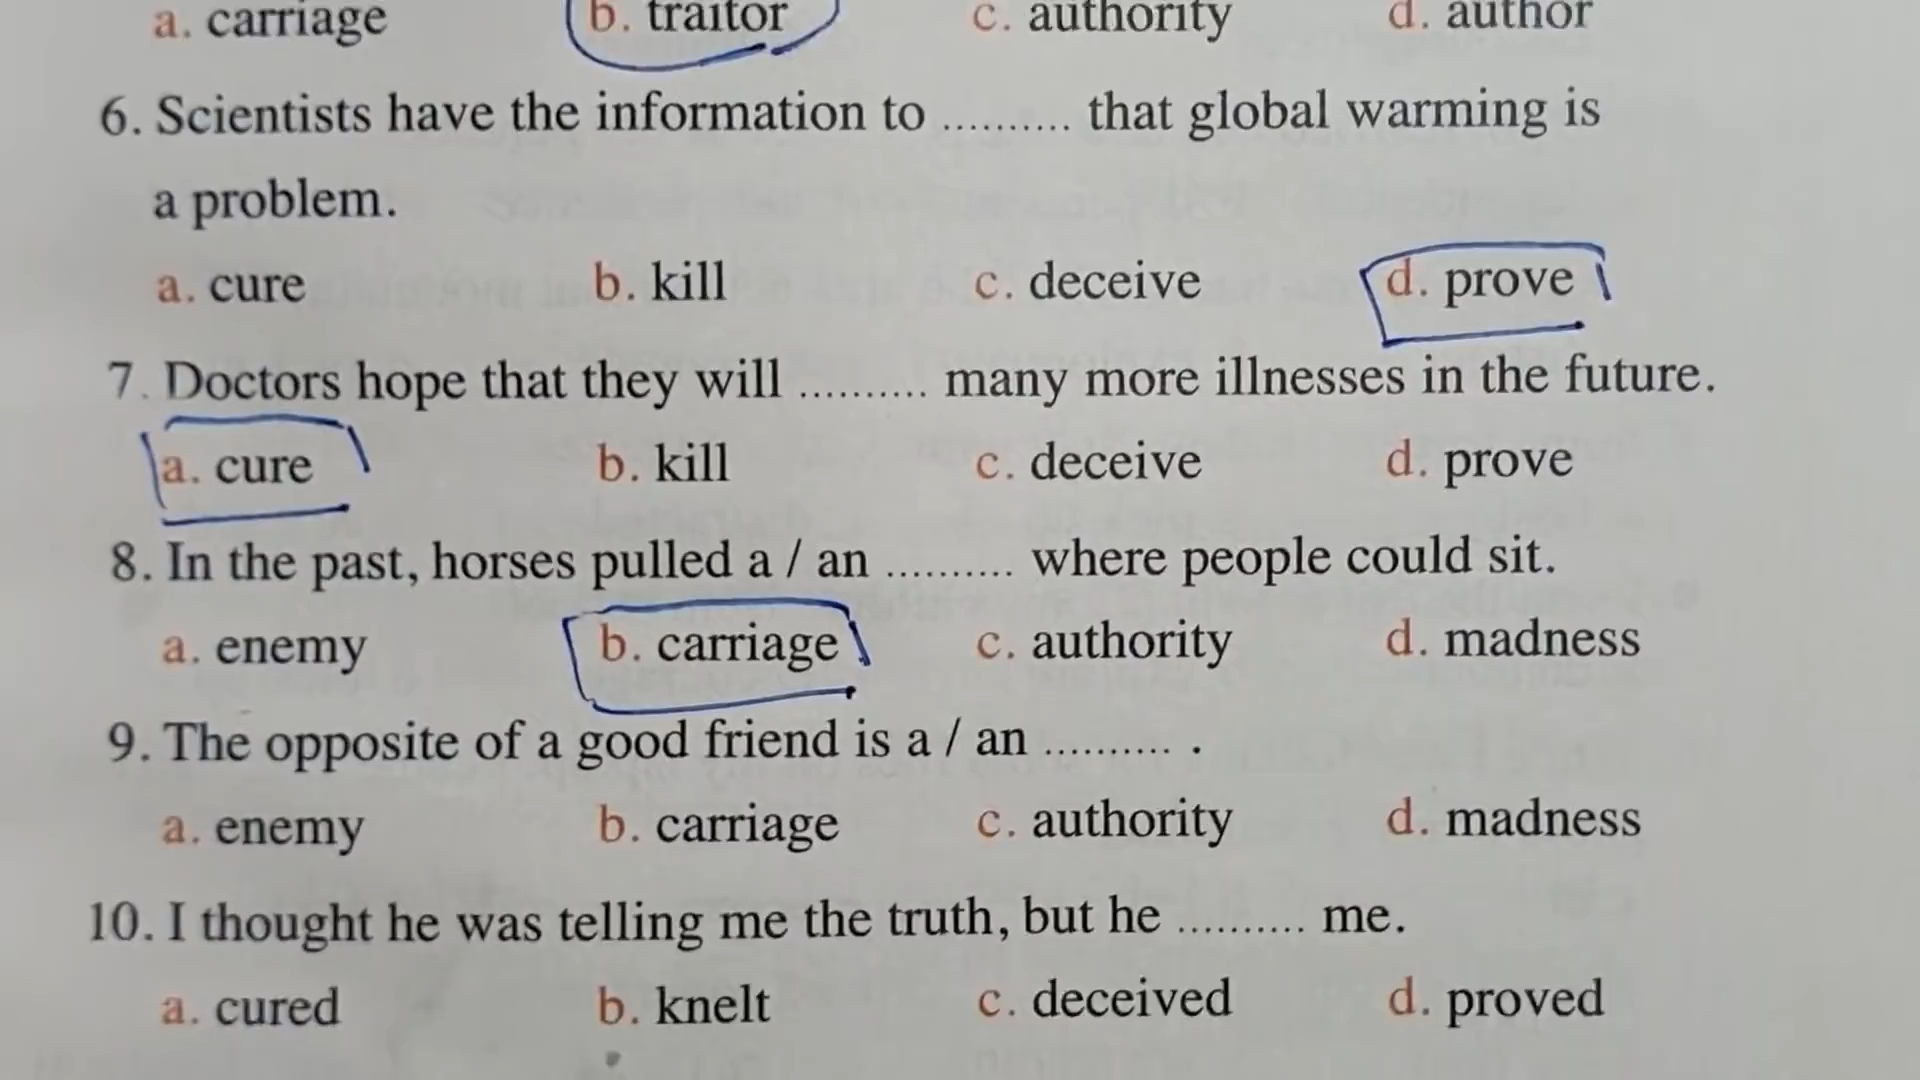 a. carriage b. traitor c. authority d. author
6. Scientists have the information to .......... that global warming is
a problem.
a. cure b. kill c. deceive d. prove
7. Doctors hope that they will .......... many more illnesses in the future.
a. cure b. kill c. deceive d. prove
8. In the past, horses pulled a / an .......... where people could sit.
a. enemy b. carriage c. authority d. madness
9. The opposite of a good friend is a / an .......... .
a. enemy b. carriage c. authority d. madness
10. I thought he was telling me the truth, but he .......... me.
a. cured b. knelt c. deceived d. proved